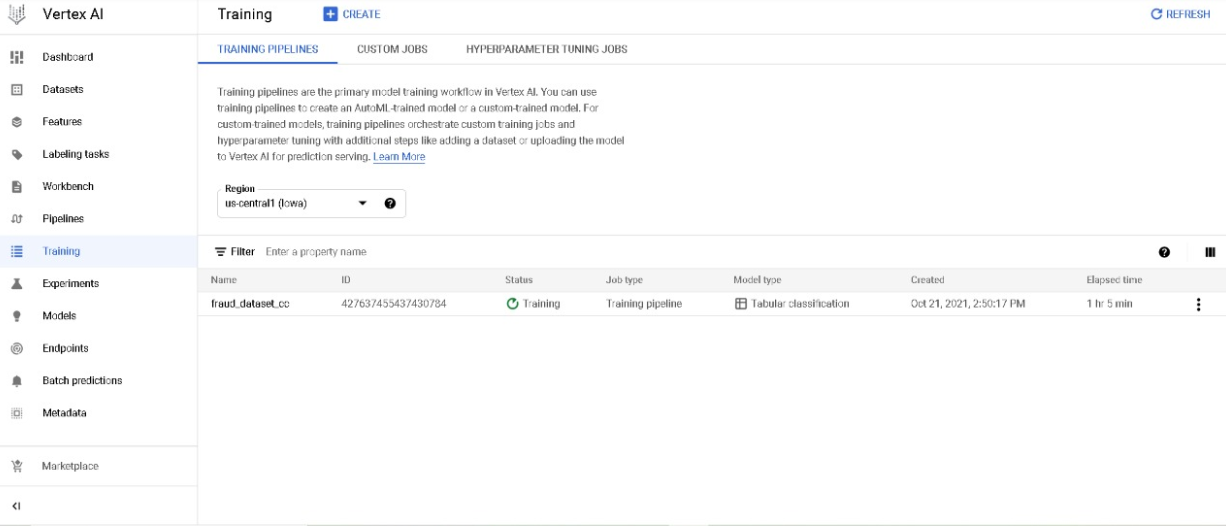 Vertex AI
Training
CREATE
REFRESH
Dashboard
Datasets
Features
Labeling tasks
Workbench
Pipelines
Training
Experiments
Models
Endpoints
Batch predictions
Metadata
Marketplace
TRAINING PIPELINES CUSTOM JOBS HYPERPARAMETER TUNING JOBS
Training pipelines are the primary model training workflow in Vertex AI. You can use
training pipelines to create an AutoML-trained model or a custom-trained model. For
custom-trained models, training pipelines orchestrate custom training jobs and
hyperparameter tuning with additional steps like adding a dataset or uploading the model
to Vertex AI for prediction serving. Learn More
Region
us-central1 (Iowa)
Filter Enter a property name
Name ID Status Job type Model type Created Elapsed time
fraud_dataset_cc 427637455437430784 Training Training pipeline Tabular classification Oct 21, 2021, 2:50:17 PM 1 hr 5 min